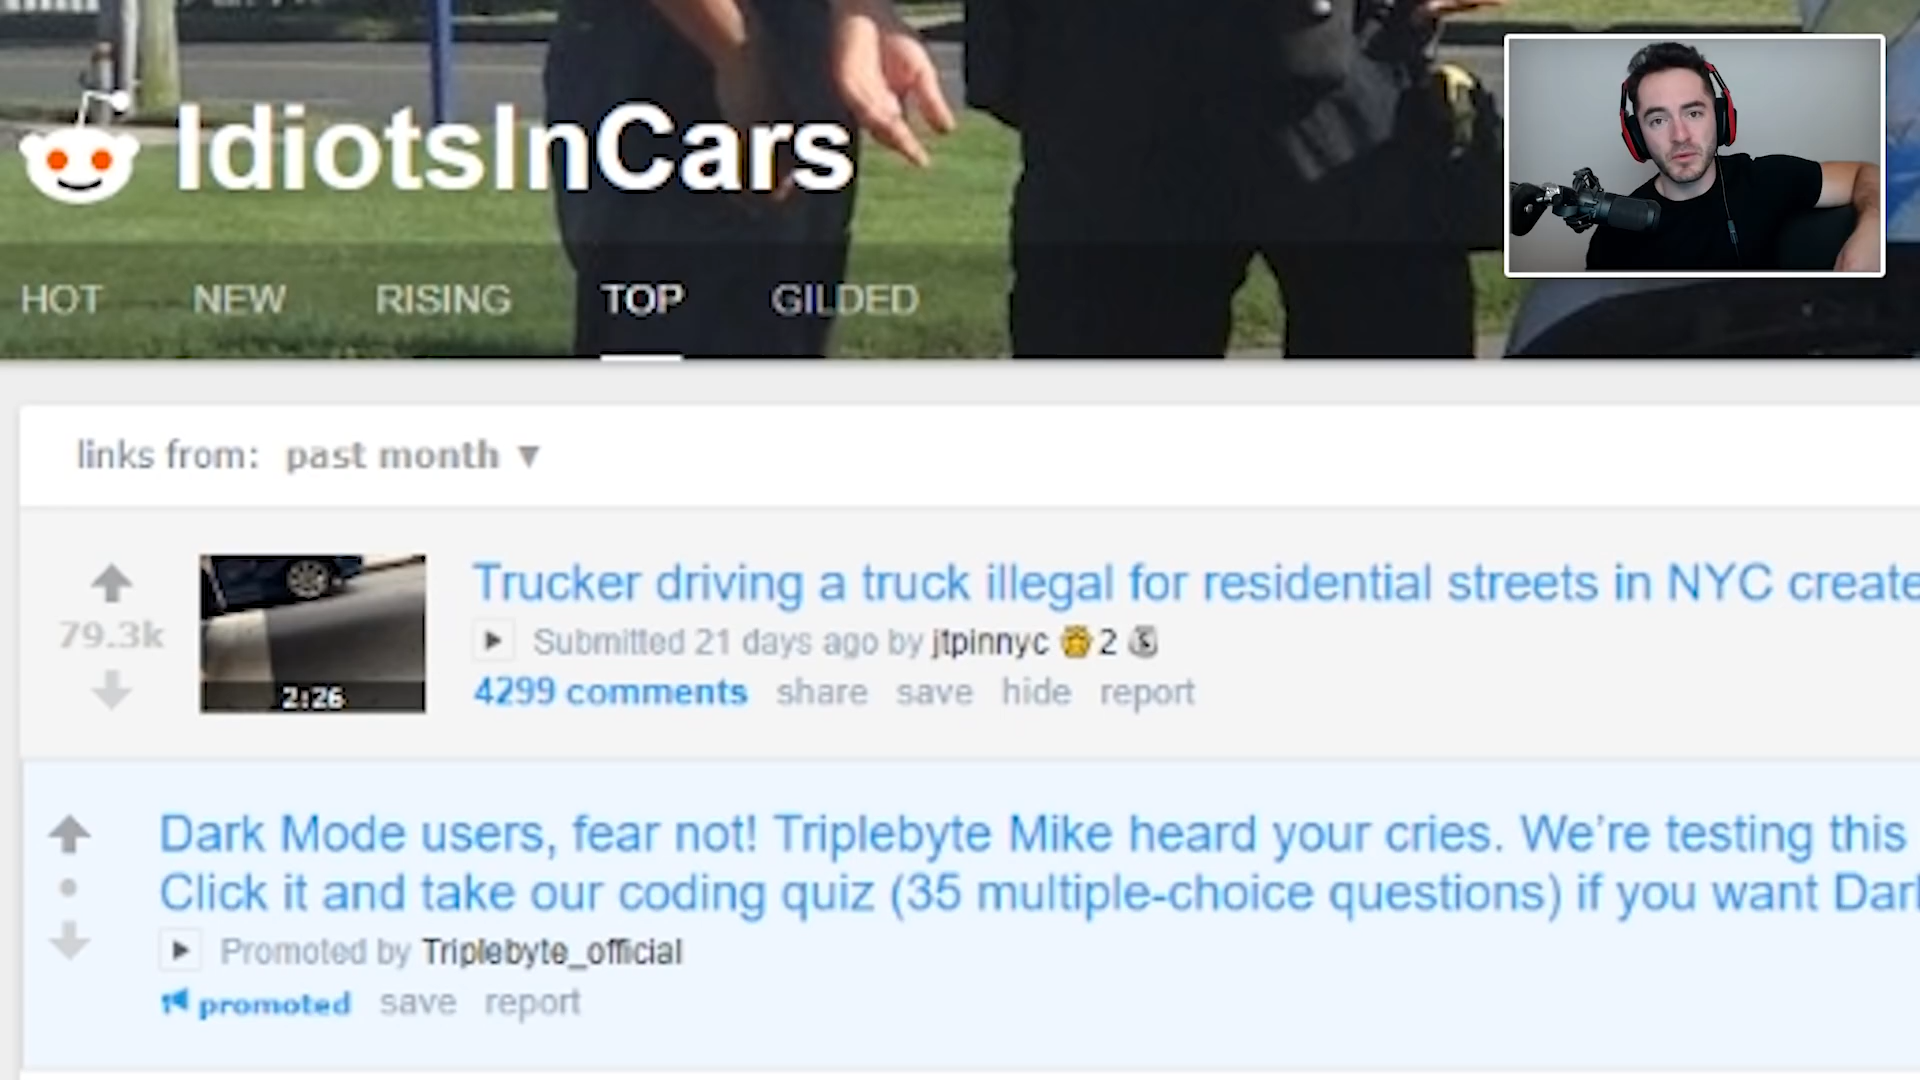 IdiotsInCars
HOT NEW RISING TOP GILDED
links from: past month ▼
Trucker driving a truck illegal for residential streets in NYC create
79.3k
Submitted 21 days ago by jtpinnyc 2
2:26
4299 comments share save hide report
Dark Mode users, fear not! Triplebyte Mike heard your cries. We’re testing this
Click it and take our coding quiz (35 multiple-choice questions) if you want Dark
Promoted by Triplebyte_official
promoted save report